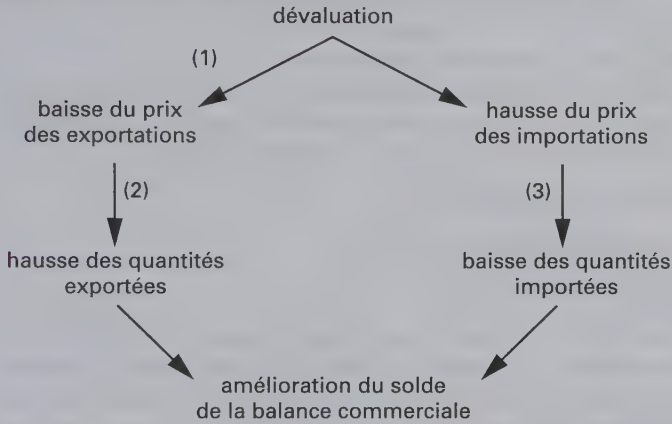 dévaluation
(1)
baisse du prix
des exportations
hausse du prix
des importations
(2)
(3)
hausse des quantités
exportées
baisse des quantités
importées
amélioration du solde
de la balance commerciale